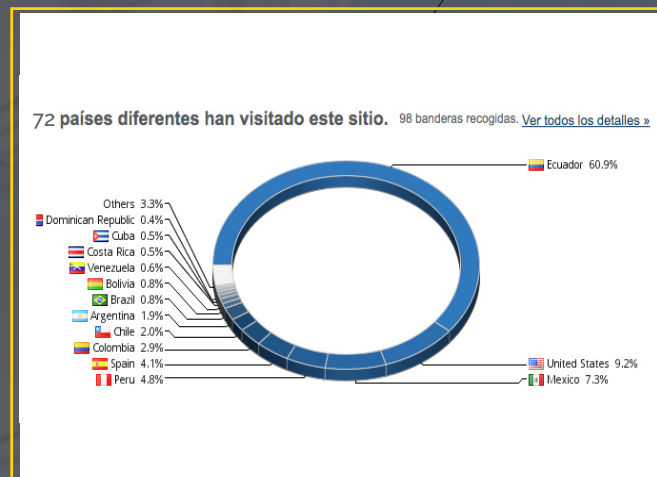 72 países diferentes han visitado este sitio. 98 banderas recogidas. Ver todos los detalles »
Ecuador 60.9%
Others 3.3%
Dominican Republic 0.4%
Cuba 0.5%
Costa Rica 0.5%
Venezuela 0.6%
Bolivia 0.8%
Brazil 0.8%
Argentina 1.9%
Chile 2.0%
Colombia 2.9%
Spain 4.1%
Peru 4.8%
United States 9.2%
Mexico 7.3%